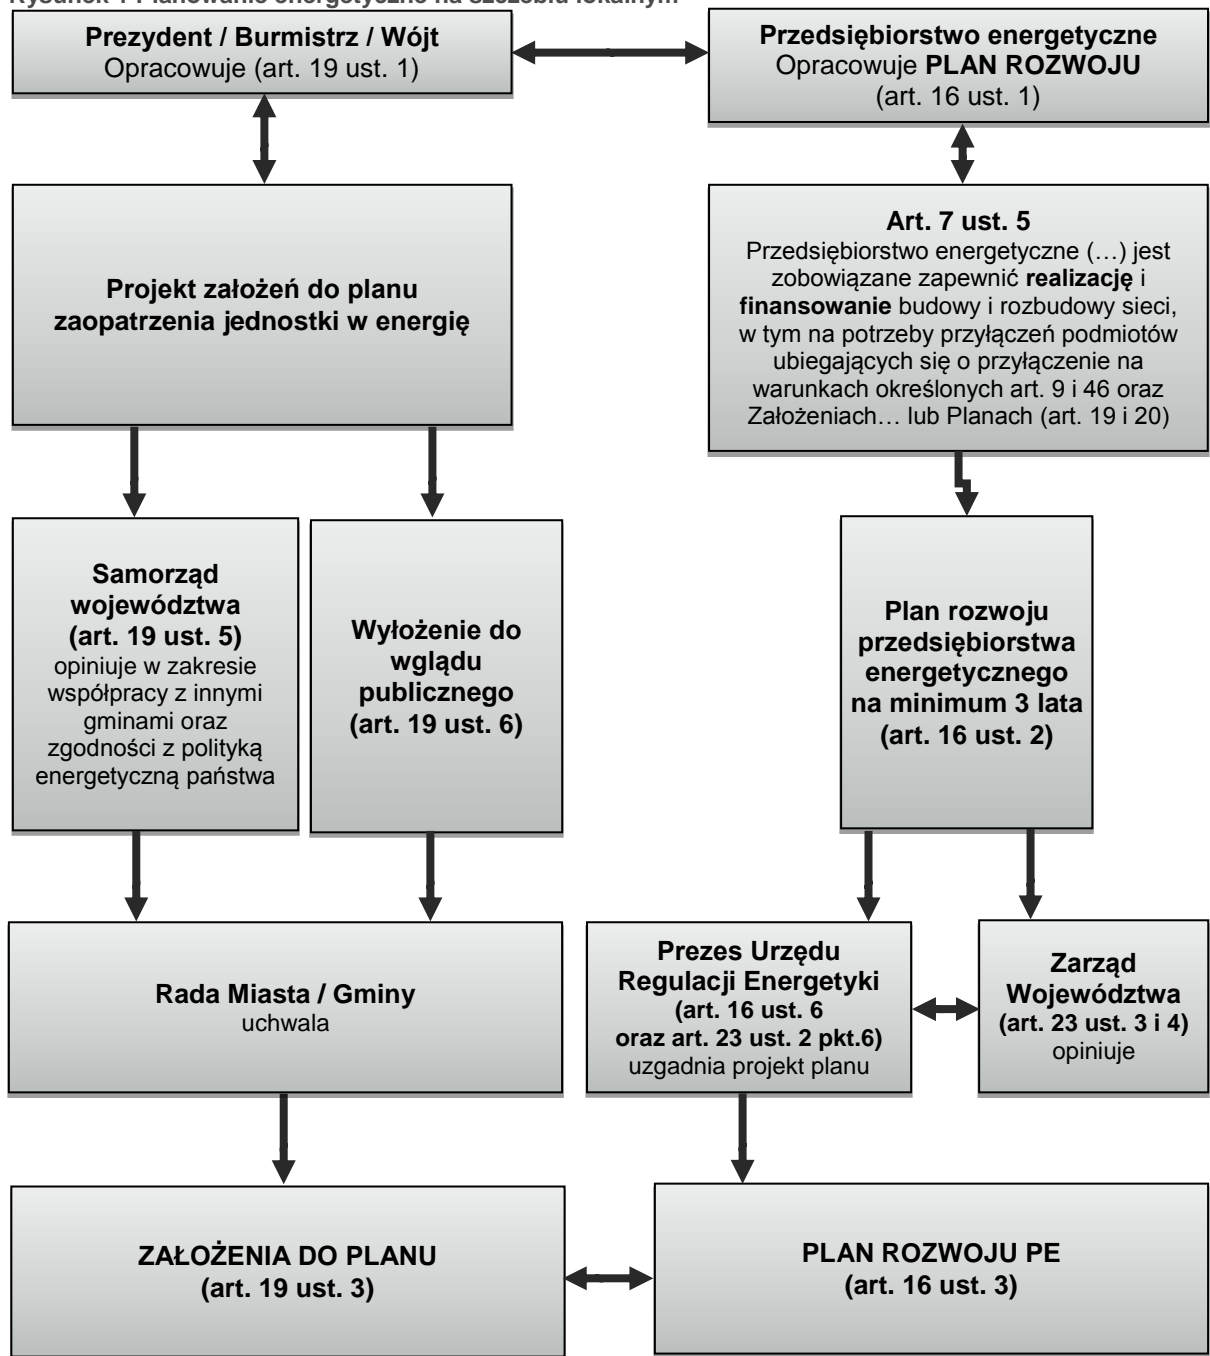 Rysunek 1 Planowanie energetyczne na szczeblu lokalnym
Prezydent / Burmistrz / Wójt
Opracowuje (art. 19 ust. 1)
Przedsiębiorstwo energetyczne
Opracowuje PLAN ROZWOJU
(art. 16 ust. 1)
Projekt założeń do planu
zaopatrzenia jednostki w energię
Art. 7 ust. 5
Przedsiębiorstwo energetyczne (…) jest
zobowiązane zapewnić realizację i
finansowanie budowy i rozbudowy sieci,
w tym na potrzeby przyłączeń podmiotów
ubiegających się o przyłączenie na
warunkach określonych art. 9 i 46 oraz
Założeniach… lub Planach (art. 19 i 20)
Samorząd
województwa
(art. 19 ust. 5)
opiniuje w zakresie
współpracy z innymi
gminami oraz
zgodności z polityką
energetyczną państwa
Wyłożenie do
wglądu
publicznego
(art. 19 ust. 6)
Plan rozwoju
przedsiębiorstwa
energetycznego
na minimum 3 lata
(art. 16 ust. 2)
Rada Miasta / Gminy
uchwala
Prezes Urzędu
Regulacji Energetyki
(art. 16 ust. 6
oraz art. 23 ust. 2 pkt.6)
uzgadnia projekt planu
Zarząd
Województwa
(art. 23 ust. 3 i 4)
opiniuje
ZAŁOŻENIA DO PLANU
(art. 19 ust. 3)
PLAN ROZWOJU PE
(art. 16 ust. 3)